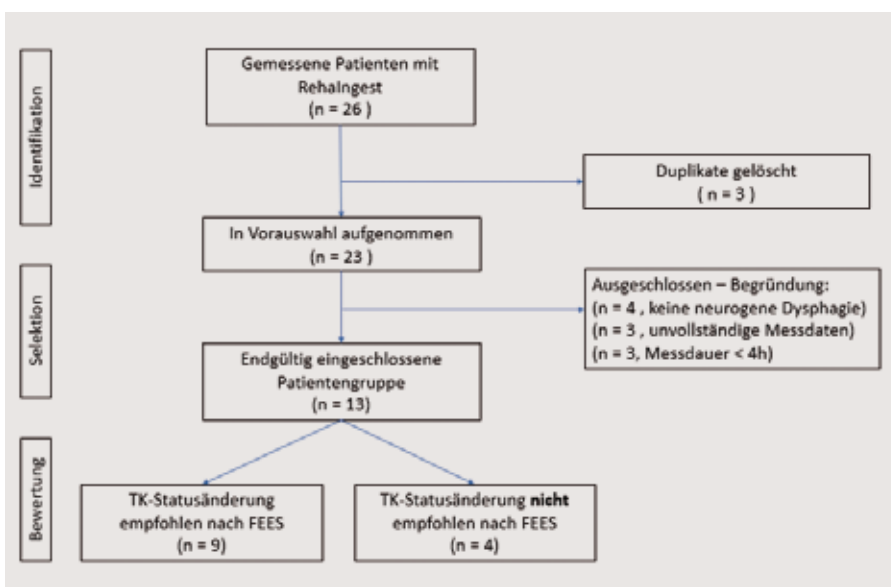 Identifikation
Gemessene Patienten mit
RehaIngest
(n = 26 )
Duplikate gelöscht
( n = 3 )
In Vorauswahl aufgenommen
(n = 23 )
Selektion
Ausgeschlossen – Begründung:
(n = 4 , keine neurogene Dysphagie)
(n = 3 , unvollständige Messdaten)
(n = 3, Messdauer < 4h)
Endgültig eingeschlossene
Patientengruppe
(n = 13)
Bewertung
TK-Statusänderung
empfohlen nach FEES
(n = 9)
TK-Statusänderung nicht
empfohlen nach FEES
(n = 4)